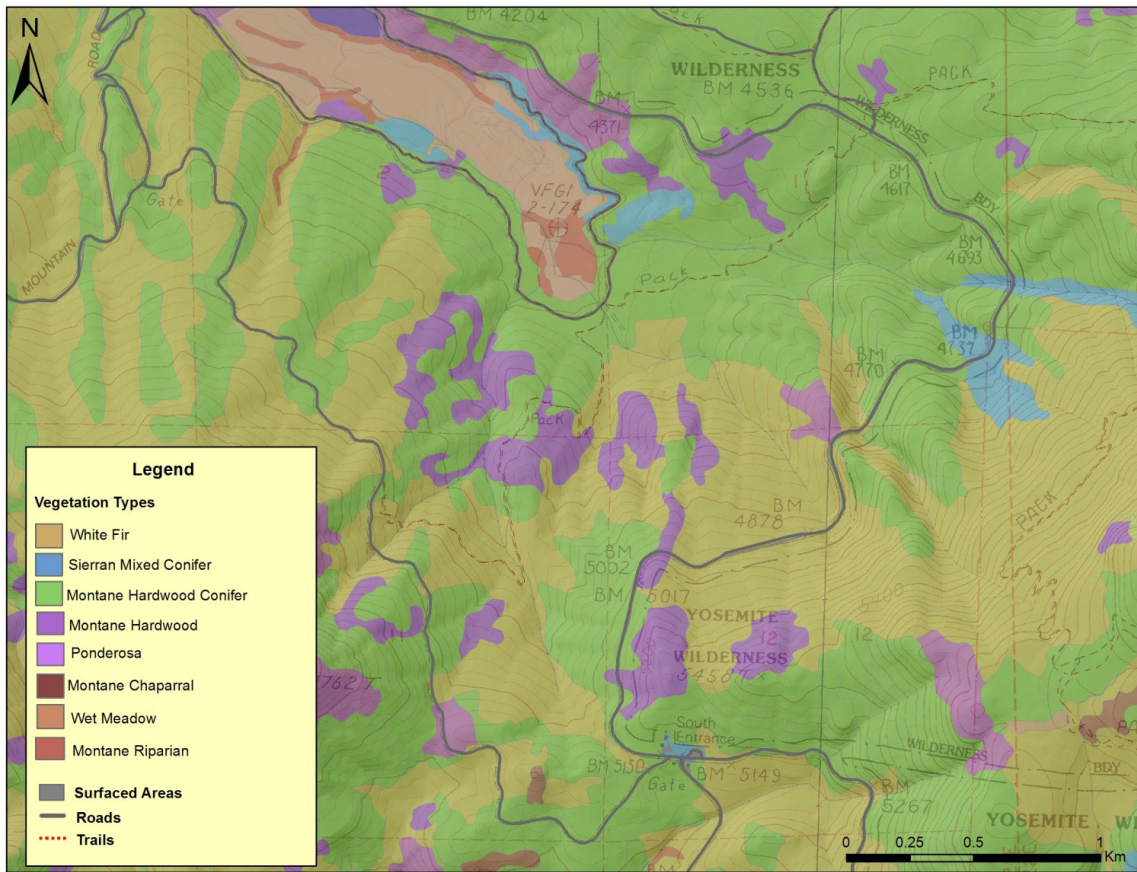 N
ROAD
BM 4204
Pack
WILDERNESS
BM 4536
PACK
BM
4371
WILDERNESS
BM
4617
VFGI
2-174
Gate
BDY
BM
4693
MOUNTAIN
Pack
BM
4737
BM
4770
Pack
BM
4878
PACK
BM
5002
BM 5017
5400
YOSEMITE
12
12
WILDERNESS
5458T
South
Entrance
WILDERNESS
BDY
BM 5130
BM 5149
Gate
BM
5267
YOSEMITE
Legend
Vegetation Types
White Fir
Sierran Mixed Conifer
Montane Hardwood Conifer
Montane Hardwood
Ponderosa
Montane Chaparral
Wet Meadow
Montane Riparian
Surfaced Areas
Roads
Trails
0 0.25 0.5 1
Km